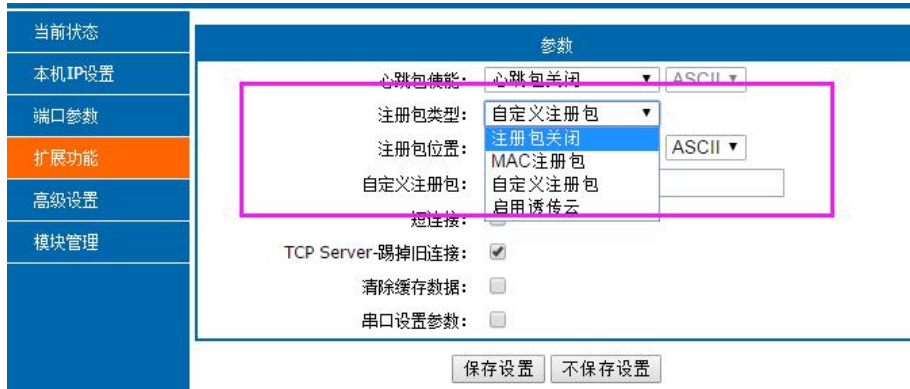 当前状态
本机IP设置
端口参数
扩展功能
高级设置
模块管理
参数
心跳包使能： 心跳包关闭 ASCII
注册包类型： 自定义注册包
注册包关闭
注册包位置： ASCII
MAC注册包
自定义注册包： 自定义注册包
启用透传云
短连接：
TCP Server-踢掉旧连接：
清除缓存数据：
串口设置参数：
保存设置 不保存设置